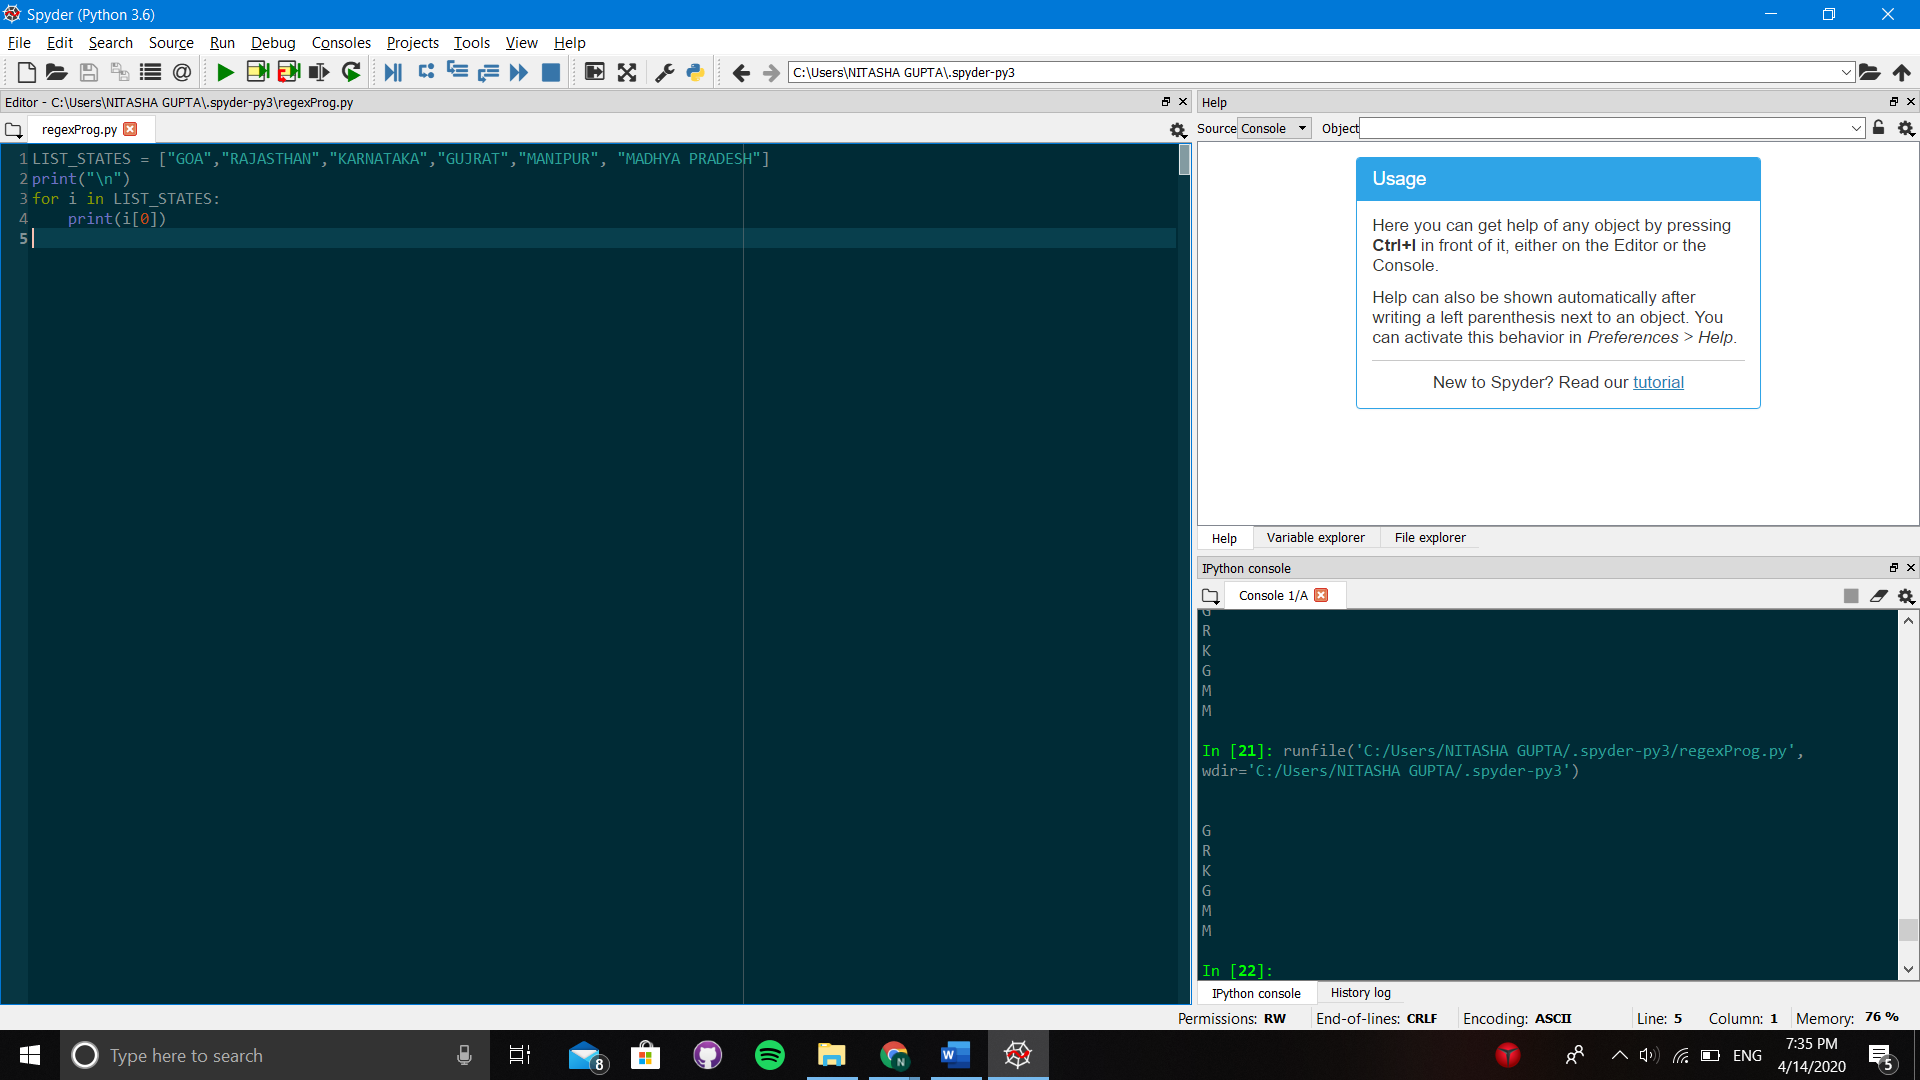 Spyder (Python 3.6)
File Edit Search Source Run Debug Consoles Projects Tools View Help
C:\Users\NITASHA GUPTA\.spyder-py3
Editor - C:\Users\NITASHA GUPTA\.spyder-py3\regexProg.py
regexProg.py
1 LIST_STATES = ["GOA","RAJASTHAN","KARNATAKA","GUJRAT","MANIPUR", "MADHYA PRADESH"]
2 print("\n")
3 for i in LIST_STATES:
4     print(i[0])
5
Help
Source Console Object
Usage
Here you can get help of any object by pressing
Ctrl+I in front of it, either on the Editor or the
Console.
Help can also be shown automatically after
writing a left parenthesis next to an object. You
can activate this behavior in Preferences > Help.
New to Spyder? Read our tutorial
Help Variable explorer File explorer
IPython console
Console 1/A
G
R
K
G
M
M
In [21]: runfile('C:/Users/NITASHA GUPTA/.spyder-py3/regexProg.py',
wdir='C:/Users/NITASHA GUPTA/.spyder-py3')
G
R
K
G
M
M
In [22]:
IPython console History log
Permissions: RW End-of-lines: CRLF Encoding: ASCII Line: 5 Column: 1 Memory: 76 %
Type here to search
8
N
W
ENG
7:35 PM
4/14/2020
5